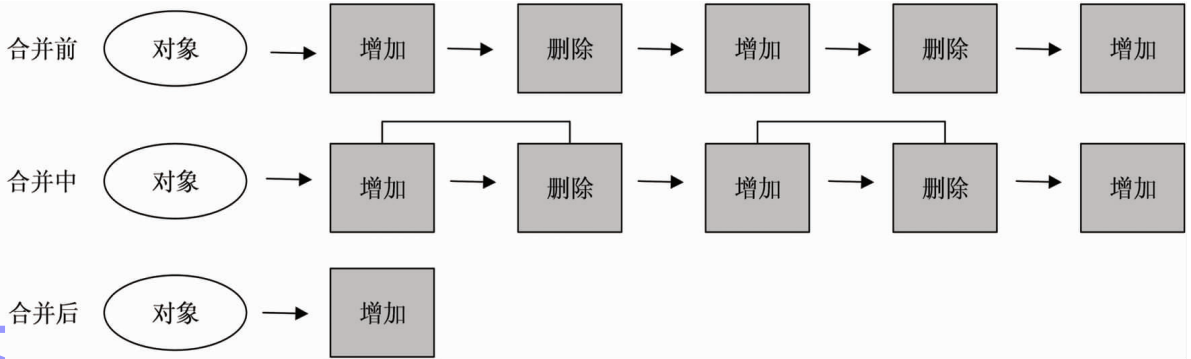 合并前 对象 增加 删除 增加 删除 增加
合并中 对象 增加 删除 增加 删除 增加
合并后 对象 增加